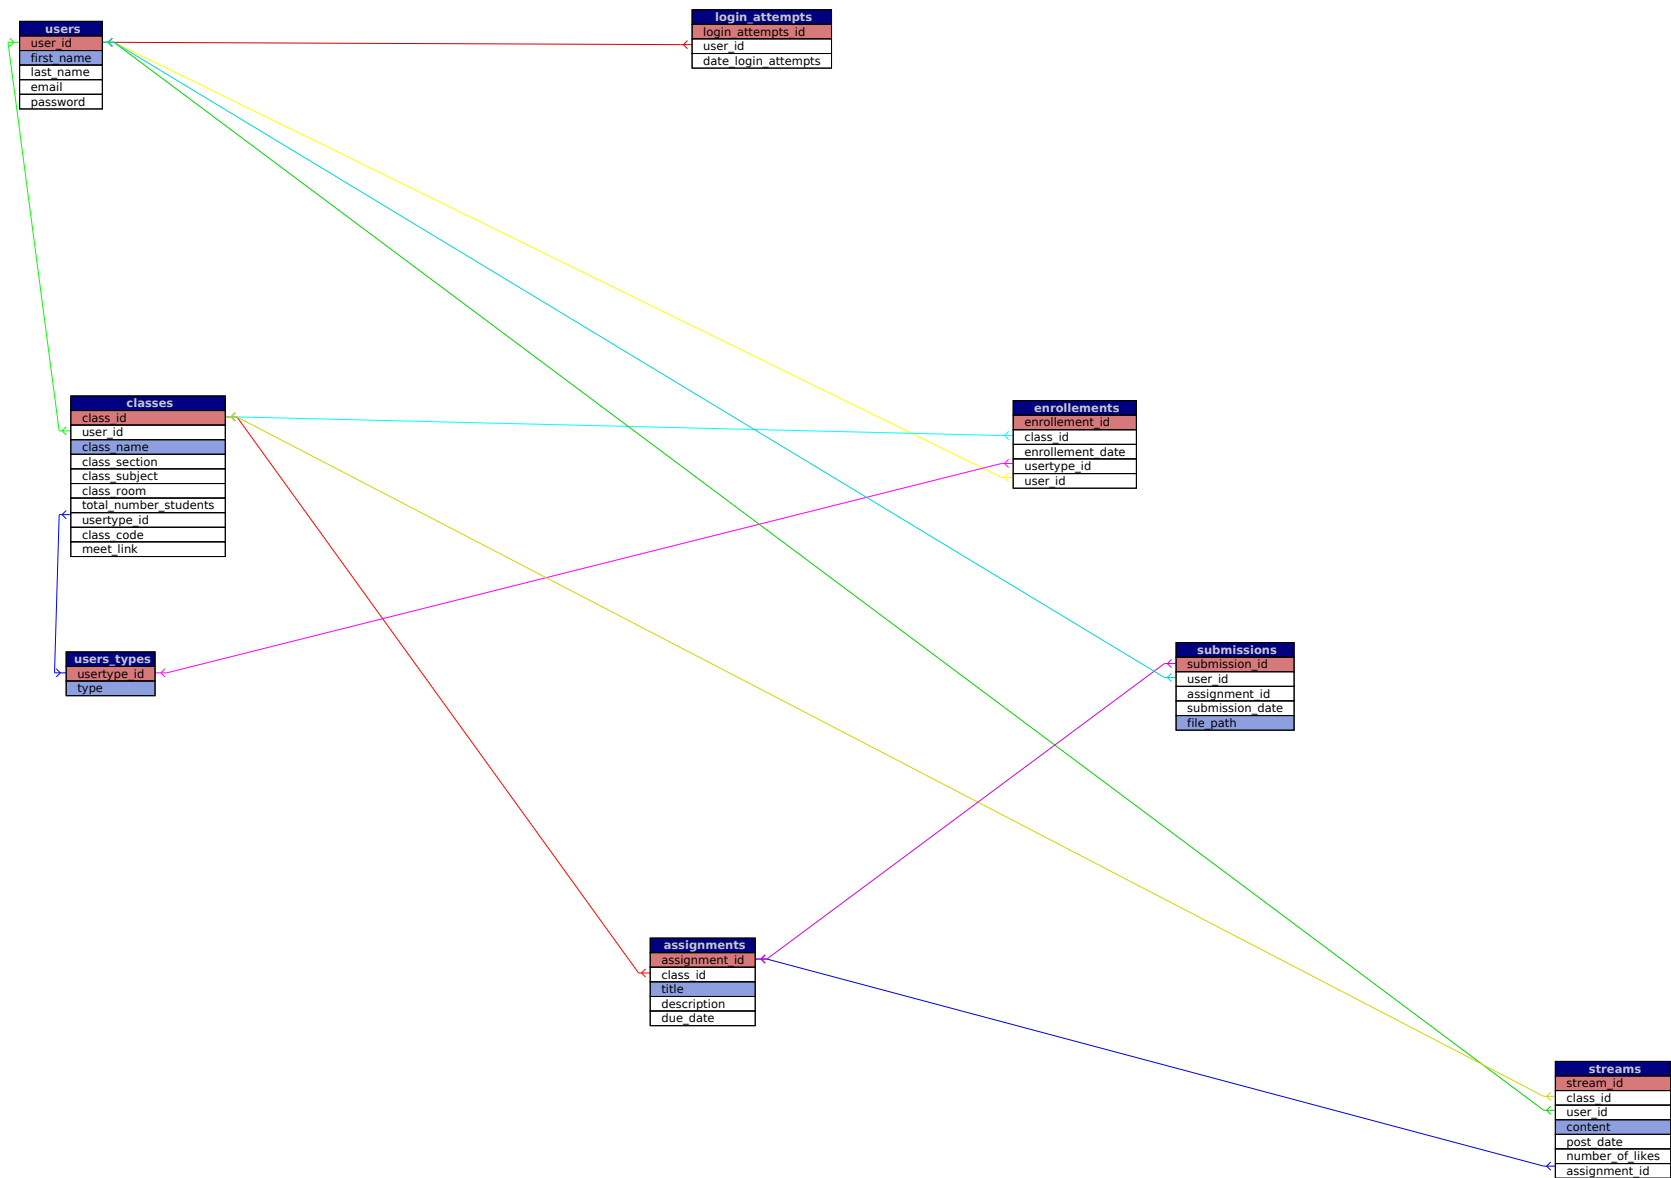 users
user_id
first_name
last_name
email
password
login_attempts
login_attempts_id
user_id
date_login_attempts
classes
class_id
user_id
class_name
class_section
class_subject
class_room
total_number_students
usertype_id
class_code
meet_link
enrollements
enrollement_id
class_id
enrollement_date
usertype_id
user_id
users_types
usertype_id
type
submissions
submission_id
user_id
assignment_id
submission_date
file_path
assignments
assignment_id
class_id
title
description
due_date
streams
stream_id
class_id
user_id
content
post_date
number_of_likes
assignment_id